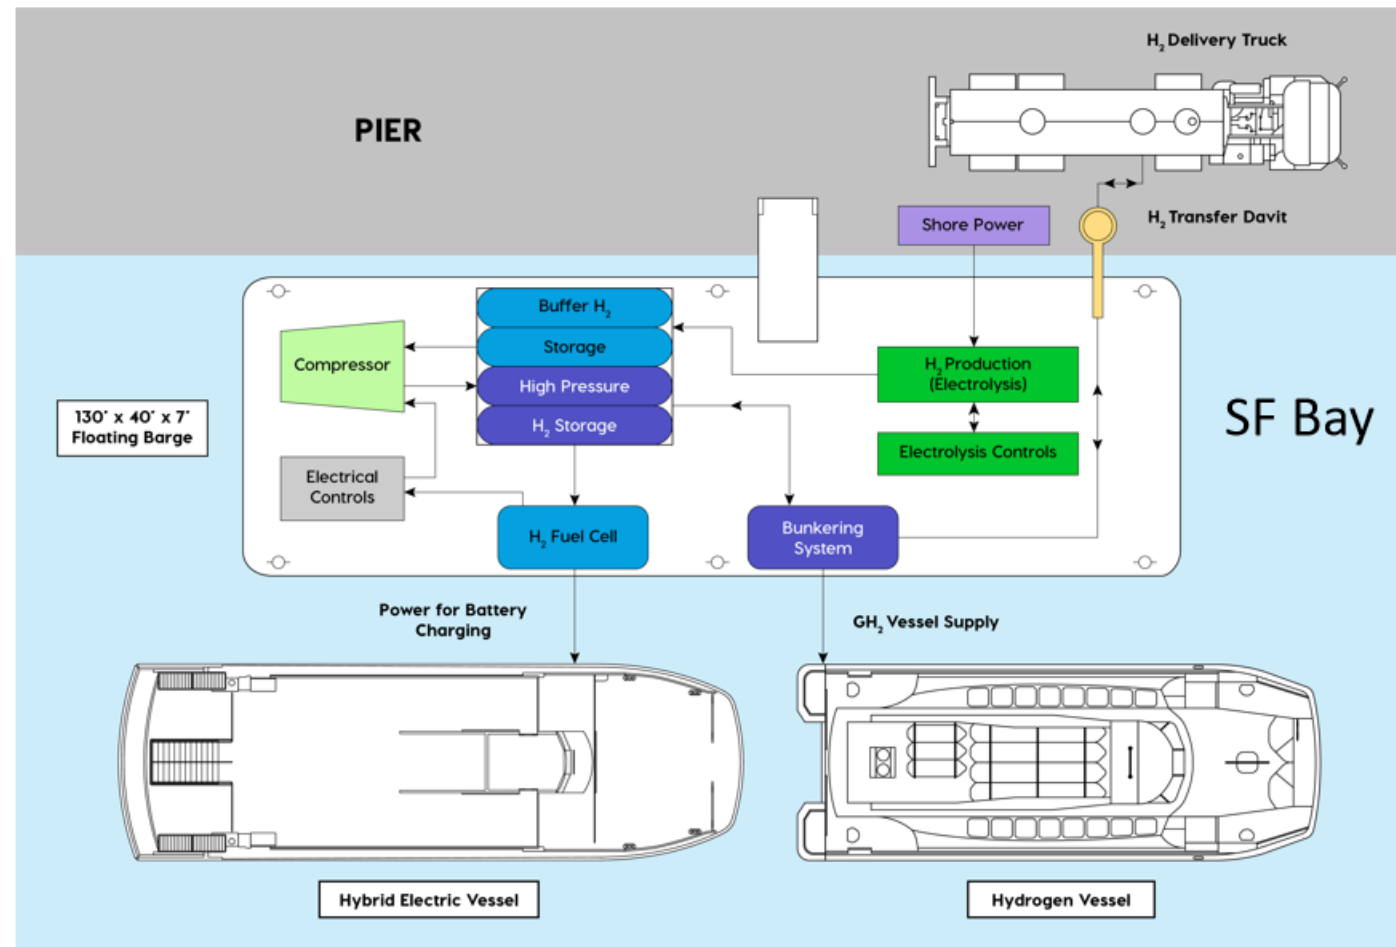 H₂ Delivery Truck
PIER
H₂ Transfer Davit
Shore Power
Buffer H₂
Storage
High Pressure
H₂ Storage
Compressor
H₂ Production
(Electrolysis)
Electrolysis Controls
130' x 40' x 7'
Floating Barge
SF Bay
Electrical
Controls
H₂ Fuel Cell
Bunkering
System
Power for Battery
Charging
GH₂ Vessel Supply
Hybrid Electric Vessel
Hydrogen Vessel